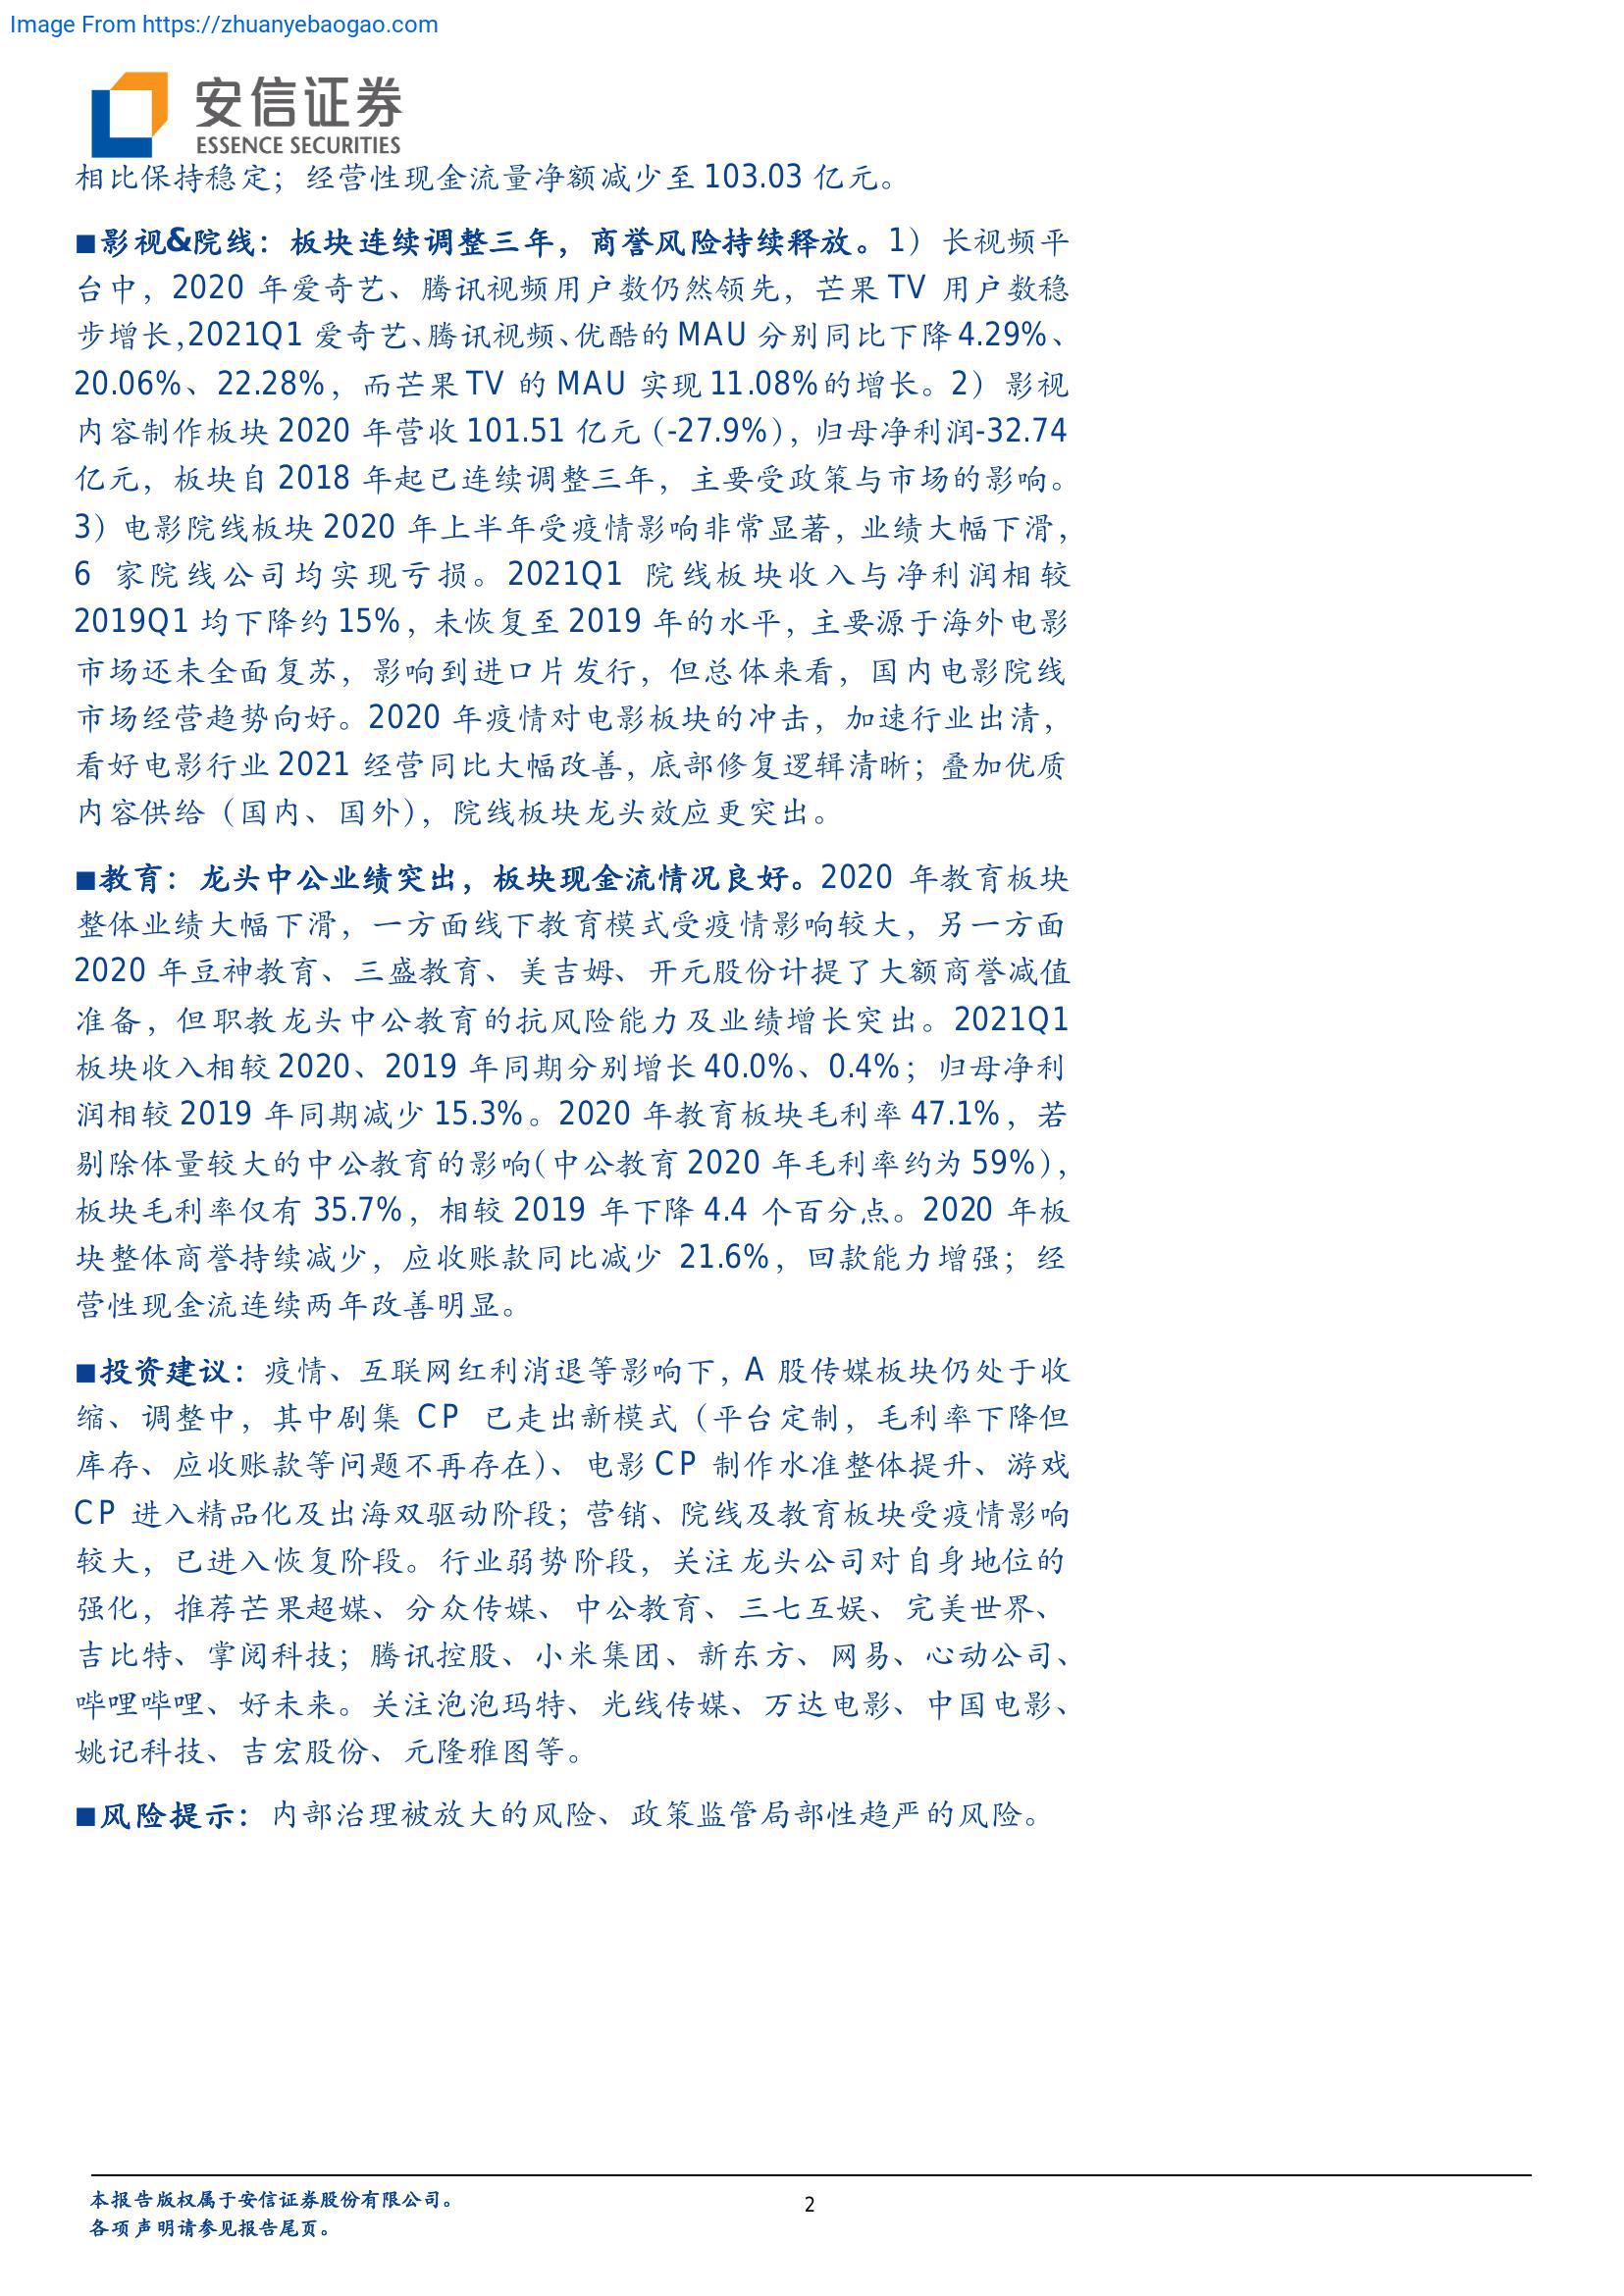 Image From https://zhuanyebaogao.com
安信证券
ESSENCE SECURITIES
相比保持稳定；经营性现金流量净额减少至 103.03 亿元。
■影视&院线：板块连续调整三年，商誉风险持续释放。1）长视频平
台中，2020 年爱奇艺、腾讯视频用户数仍然领先，芒果 TV 用户数稳
步增长,2021Q1 爱奇艺、腾讯视频、优酷的 MAU 分别同比下降 4.29%、
20.06%、22.28%，而芒果 TV 的 MAU 实现 11.08%的增长。2）影视
内容制作板块 2020 年营收 101.51 亿元（-27.9%），归母净利润-32.74
亿元，板块自 2018 年起已连续调整三年，主要受政策与市场的影响。
3）电影院线板块 2020 年上半年受疫情影响非常显著，业绩大幅下滑，
6 家院线公司均实现亏损。2021Q1 院线板块收入与净利润相较
2019Q1 均下降约 15%，未恢复至 2019 年的水平，主要源于海外电影
市场还未全面复苏，影响到进口片发行，但总体来看，国内电影院线
市场经营趋势向好。2020 年疫情对电影板块的冲击，加速行业出清，
看好电影行业 2021 经营同比大幅改善，底部修复逻辑清晰；叠加优质
内容供给（国内、国外），院线板块龙头效应更突出。
■教育：龙头中公业绩突出，板块现金流情况良好。2020 年教育板块
整体业绩大幅下滑，一方面线下教育模式受疫情影响较大，另一方面
2020 年豆神教育、三盛教育、美吉姆、开元股份计提了大额商誉减值
准备，但职教龙头中公教育的抗风险能力及业绩增长突出。2021Q1
板块收入相较 2020、2019 年同期分别增长 40.0%、0.4%；归母净利
润相较 2019 年同期减少 15.3%。2020 年教育板块毛利率 47.1%，若
剔除体量较大的中公教育的影响（中公教育 2020 年毛利率约为 59%），
板块毛利率仅有 35.7%，相较 2019 年下降 4.4 个百分点。2020 年板
块整体商誉持续减少，应收账款同比减少 21.6%，回款能力增强；经
营性现金流连续两年改善明显。
■投资建议：疫情、互联网红利消退等影响下，A 股传媒板块仍处于收
缩、调整中，其中剧集 CP 已走出新模式（平台定制，毛利率下降但
库存、应收账款等问题不再存在）、电影 CP 制作水准整体提升、游戏
CP 进入精品化及出海双驱动阶段；营销、院线及教育板块受疫情影响
较大，已进入恢复阶段。行业弱势阶段，关注龙头公司对自身地位的
强化，推荐芒果超媒、分众传媒、中公教育、三七互娱、完美世界、
吉比特、掌阅科技；腾讯控股、小米集团、新东方、网易、心动公司、
哔哩哔哩、好未来。关注泡泡玛特、光线传媒、万达电影、中国电影、
姚记科技、吉宏股份、元隆雅图等。
■风险提示：内部治理被放大的风险、政策监管局部性趋严的风险。
本报告版权属于安信证券股份有限公司。
2
各项声明请参见报告尾页。